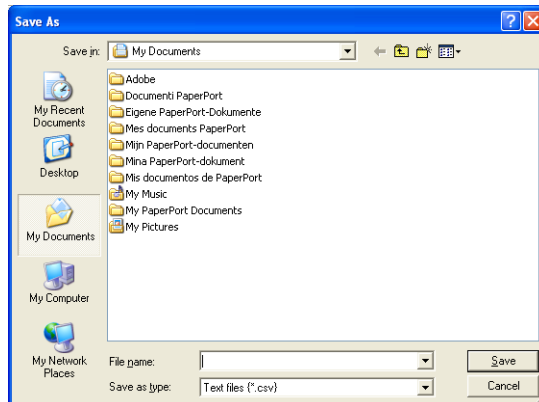 Save As
Save in:
My Documents
My Recent
Documents
Desktop
My Documents
My Computer
My Network
Places
Adobe
Documenti PaperPort
Eigene PaperPort-Dokumente
Mes documents PaperPort
Mijn PaperPort-documenten
Mina PaperPort-dokument
Mis documentos de PaperPort
My Music
My PaperPort Documents
My Pictures
File name:
Save
Save as type:
Text files (*.csv)
Cancel